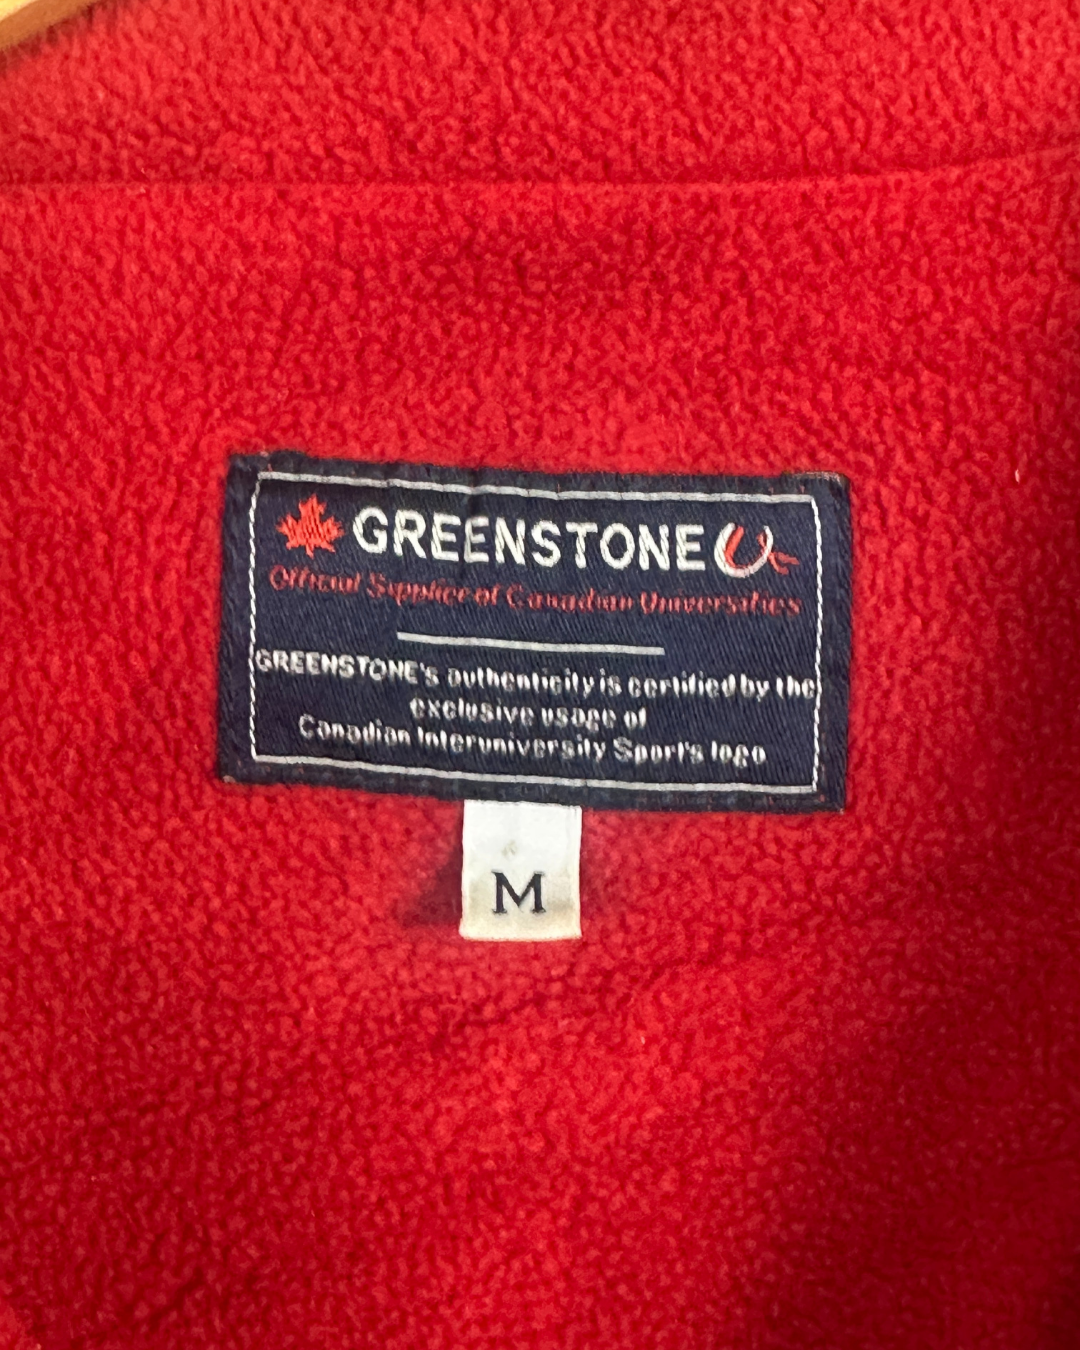 GREENSTONE
Official Supplier of Canadian Universities
GREENSTONE's authenticity is certified by the
exclusive usage of
Canadian Interuniversity Sport's logo
M